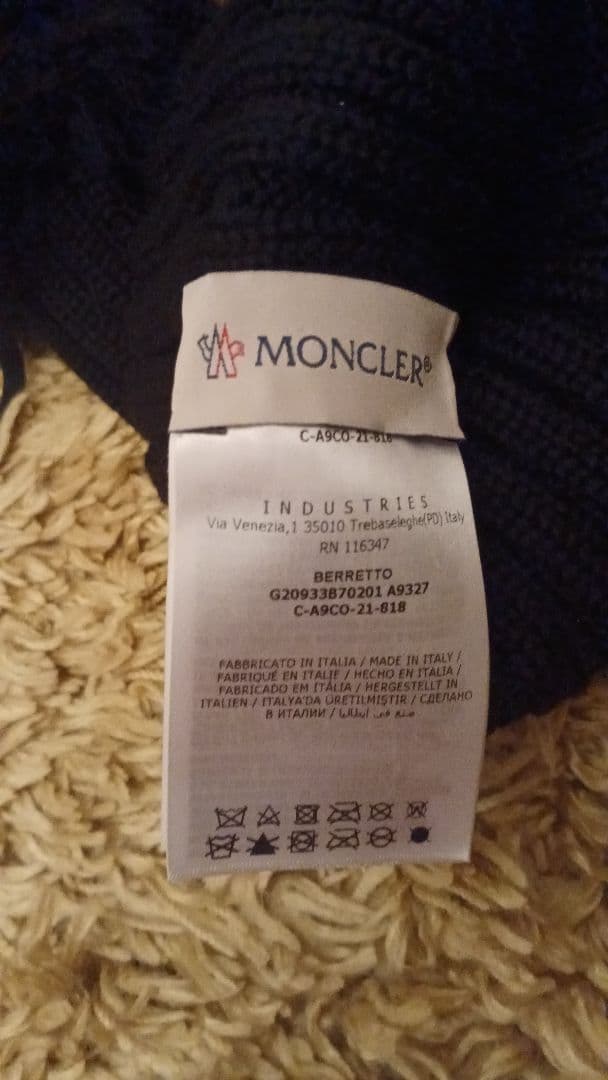 MONCLER®
C-A9CO-21-818
INDUSTRIES
Via Venezia,1 35010 Trebaseleghe(PD) Italy
RN 116347
BERRETTO
G20933B70201 A9327
C-A9CO-21-818
FABBRICATO IN ITALIA / MADE IN ITALY /
FABRIQUÉ EN ITALIE / HECHO EN ITALIA /
FABRICADO EM ITÁLIA / HERGESTELLT IN
ITALIEN / ITALYA'DA ÜRETILMIŞTIR / СДЕЛАНО
В ИТАЛИИ / صنع في إيطاليا